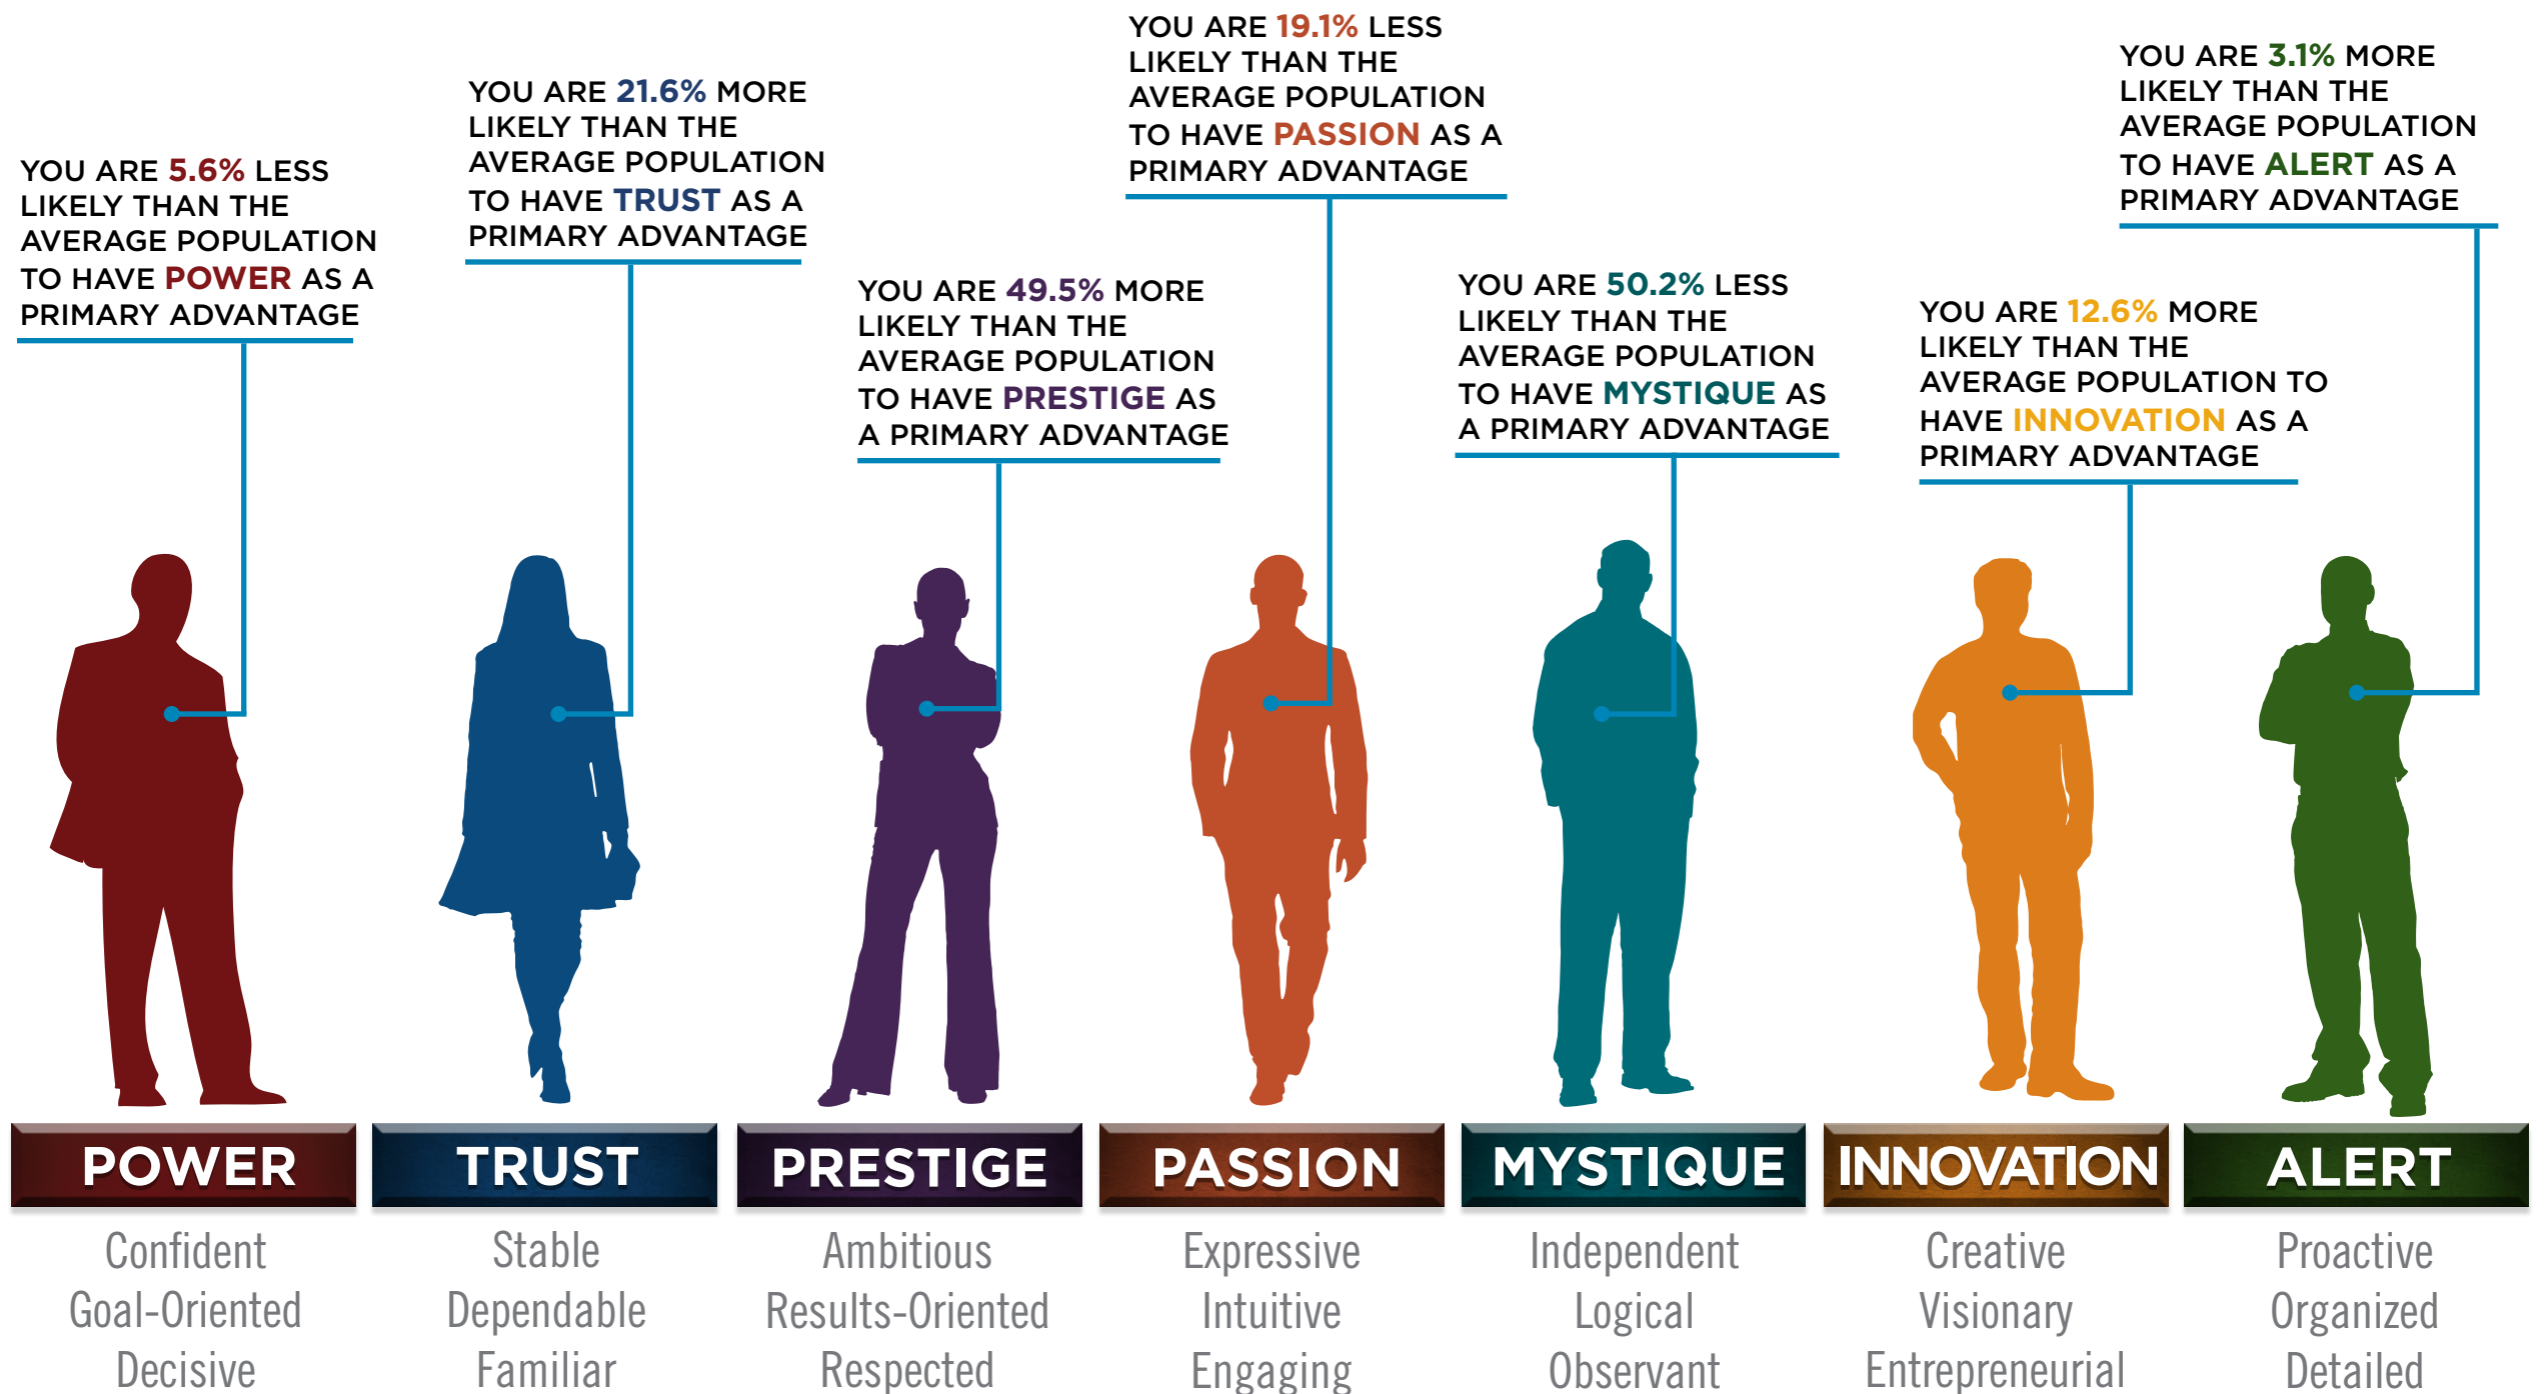 YOU ARE 5.6% LESS
LIKELY THAN THE
AVERAGE POPULATION
TO HAVE POWER AS A
PRIMARY ADVANTAGE
YOU ARE 21.6% MORE
LIKELY THAN THE
AVERAGE POPULATION
TO HAVE TRUST AS A
PRIMARY ADVANTAGE
YOU ARE 49.5% MORE
LIKELY THAN THE
AVERAGE POPULATION
TO HAVE PRESTIGE AS
A PRIMARY ADVANTAGE
YOU ARE 19.1% LESS
LIKELY THAN THE
AVERAGE POPULATION
TO HAVE PASSION AS A
PRIMARY ADVANTAGE
YOU ARE 50.2% LESS
LIKELY THAN THE
AVERAGE POPULATION
TO HAVE MYSTIQUE AS
A PRIMARY ADVANTAGE
YOU ARE 12.6% MORE
LIKELY THAN THE
AVERAGE POPULATION TO
HAVE INNOVATION AS A
PRIMARY ADVANTAGE
YOU ARE 3.1% MORE
LIKELY THAN THE
AVERAGE POPULATION
TO HAVE ALERT AS A
PRIMARY ADVANTAGE
POWER
Confident
Goal-Oriented
Decisive
TRUST
Stable
Dependable
Familiar
PRESTIGE
Ambitious
Results-Oriented
Respected
PASSION
Expressive
Intuitive
Engaging
MYSTIQUE
Independent
Logical
Observant
INNOVATION
Creative
Visionary
Entrepreneurial
ALERT
Proactive
Organized
Detailed